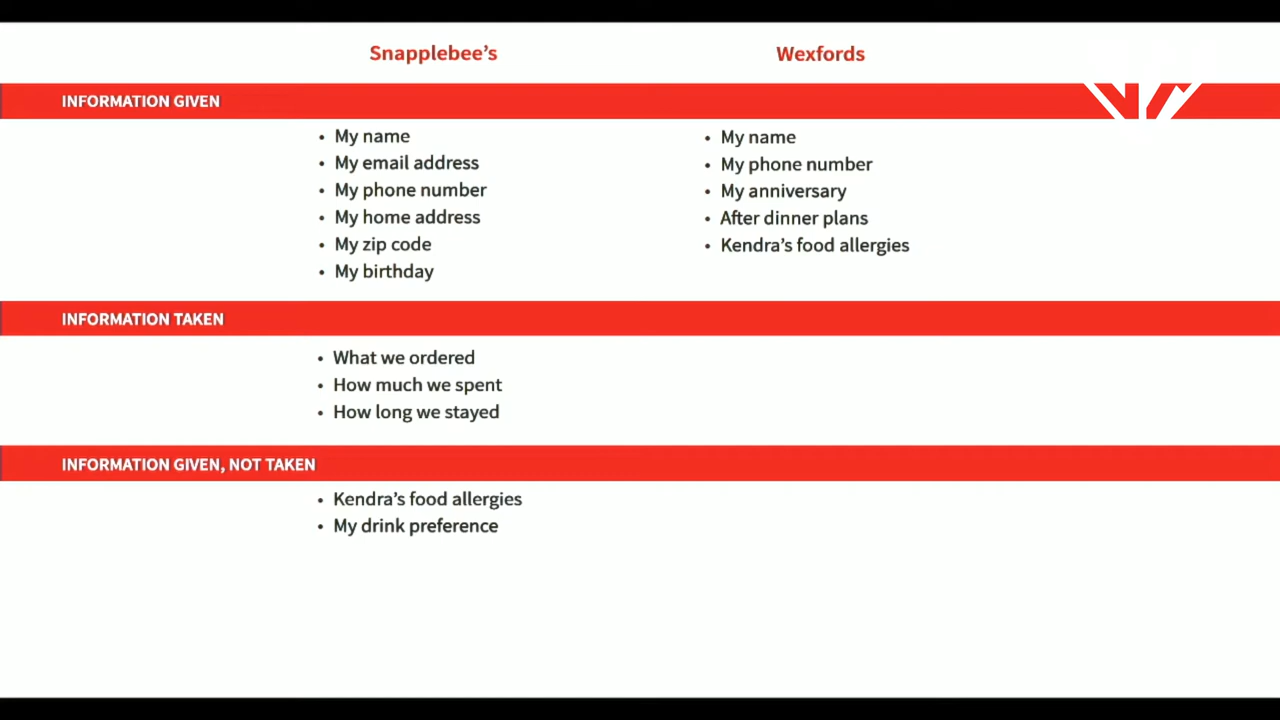 Snapplebee's Wexfords
INFORMATION GIVEN
• My name
• My email address
• My phone number
• My home address
• My zip code
• My birthday
• My name
• My phone number
• My anniversary
• After dinner plans
• Kendra's food allergies
INFORMATION TAKEN
• What we ordered
• How much we spent
• How long we stayed
INFORMATION GIVEN, NOT TAKEN
• Kendra's food allergies
• My drink preference